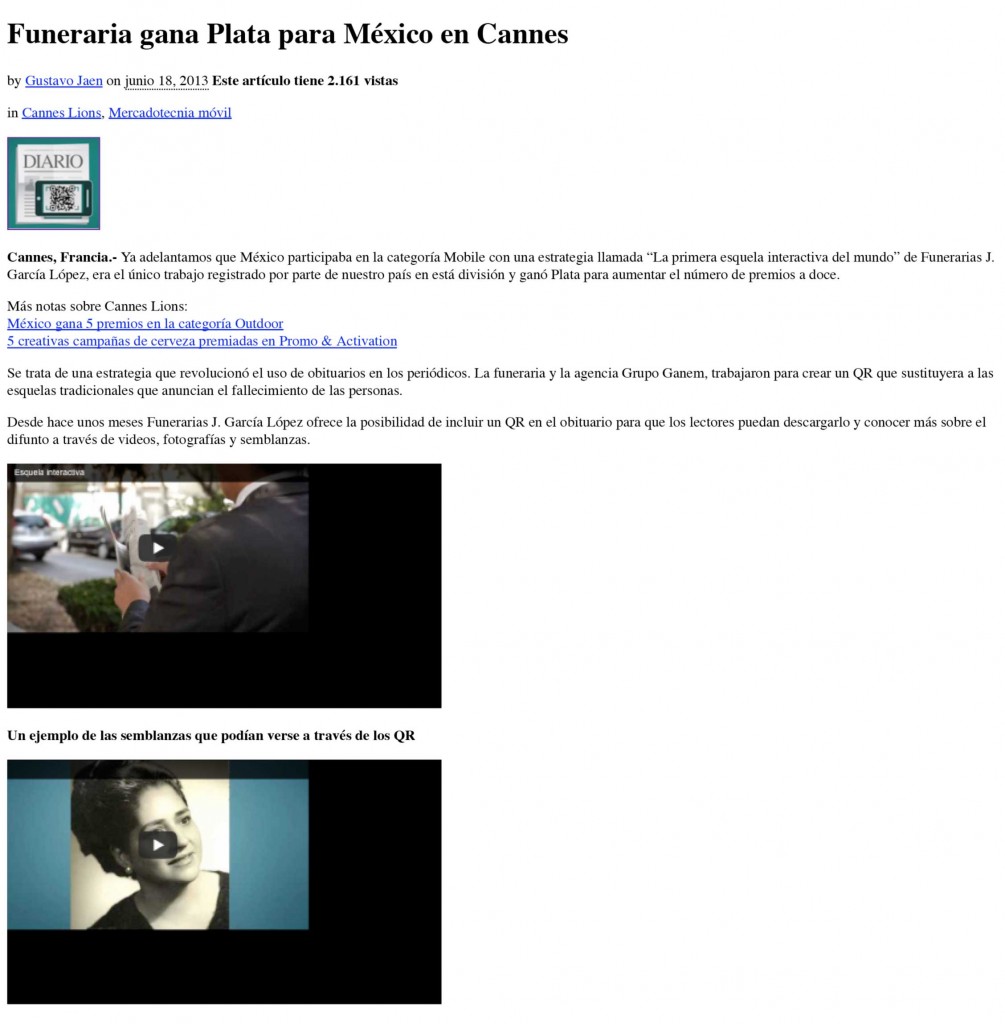 Funeraria gana Plata para México en Cannes
by Gustavo Jaen on junio 18, 2013 Este artículo tiene 2.161 vistas
in Cannes Lions, Mercadotecnia móvil
DIARIO
Cannes, Francia.- Ya adelantamos que México participaba en la categoría Mobile con una estrategia llamada “La primera esquela interactiva del mundo” de Funerarias J.
García López, era el único trabajo registrado por parte de nuestro país en está división y ganó Plata para aumentar el número de premios a doce.
Más notas sobre Cannes Lions:
México gana 5 premios en la categoría Outdoor
5 creativas campañas de cerveza premiadas en Promo & Activation
Se trata de una estrategia que revolucionó el uso de obituarios en los periódicos. La funeraria y la agencia Grupo Ganem, trabajaron para crear un QR que sustituyera a las
esquelas tradicionales que anuncian el fallecimiento de las personas.
Desde hace unos meses Funerarias J. García López ofrece la posibilidad de incluir un QR en el obituario para que los lectores puedan descargarlo y conocer más sobre el
difunto a través de videos, fotografías y semblanzas.
Esquela interactiva
Un ejemplo de las semblanzas que podían verse a través de los QR